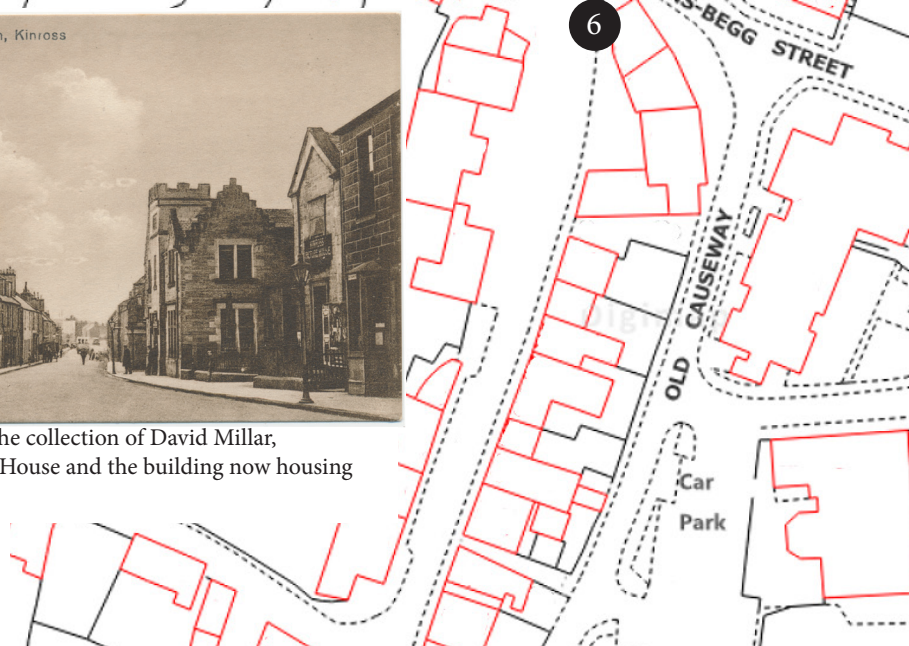 , Kinross
he collection of David Millar,
House and the building now housing
6
S-BEGG STREET
OLD CAUSEWAY
Car
Park